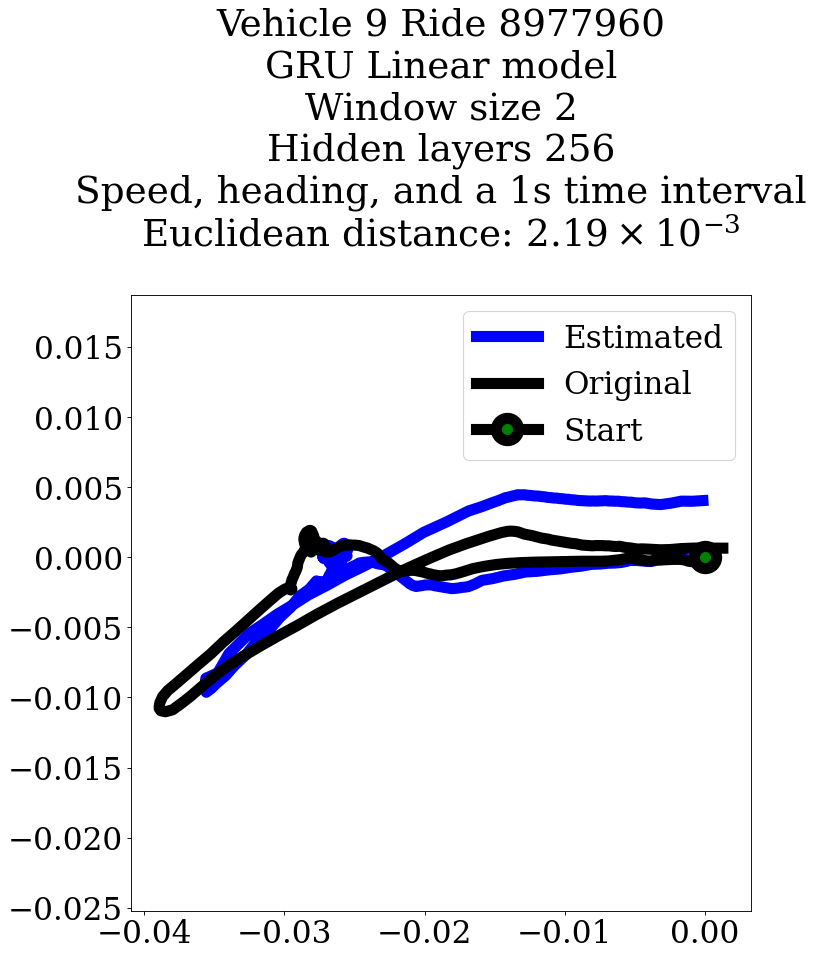 Vehicle 9 Ride 8977960
GRU Linear model
Window size 2
Hidden layers 256
Speed, heading, and a 1s time interval
Euclidean distance: 2.19 × 10⁻³
Estimated
Original
Start
0.015
0.010
0.005
0.000
−0.005
−0.010
−0.015
−0.020
−0.025
−0.04 −0.03 −0.02 −0.01 0.00